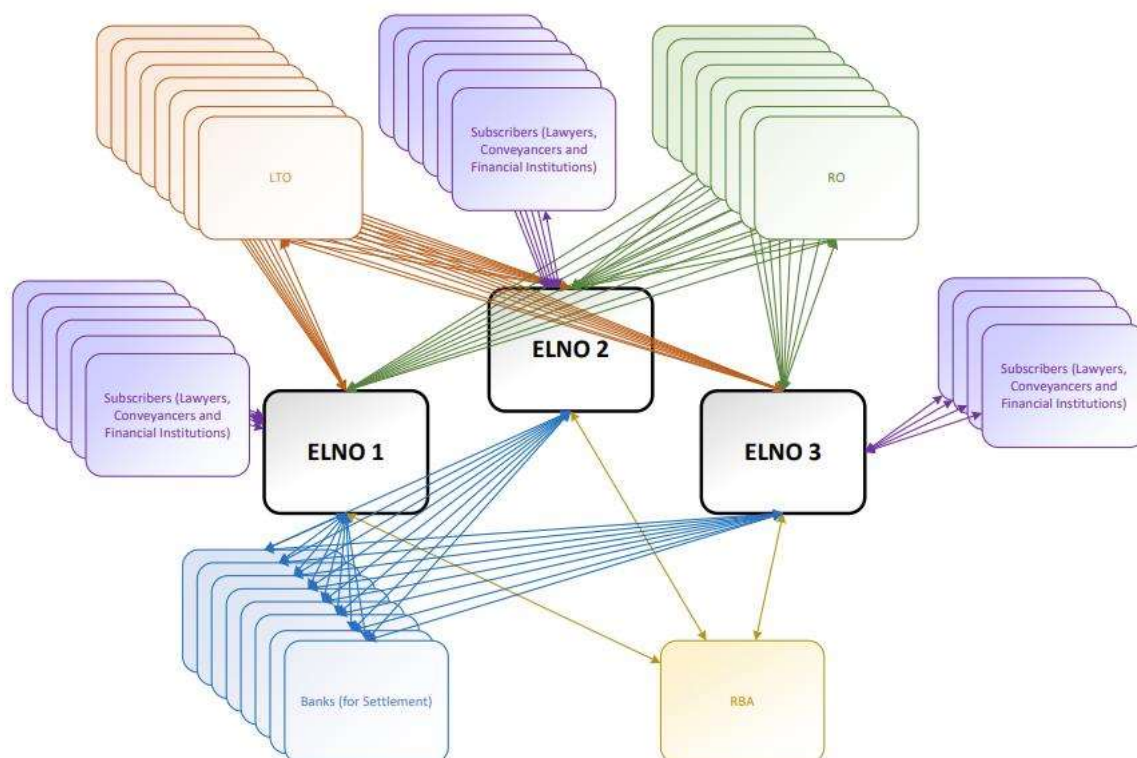 Subscribers (Lawyers,
Conveyancers and
Financial Institutions)
LTO
RO
ELNO 2
Subscribers (Lawyers,
Conveyancers and
Financial Institutions)
Subscribers (Lawyers,
Conveyancers and
Financial Institutions)
ELNO 1
ELNO 3
Banks (for Settlement)
RBA